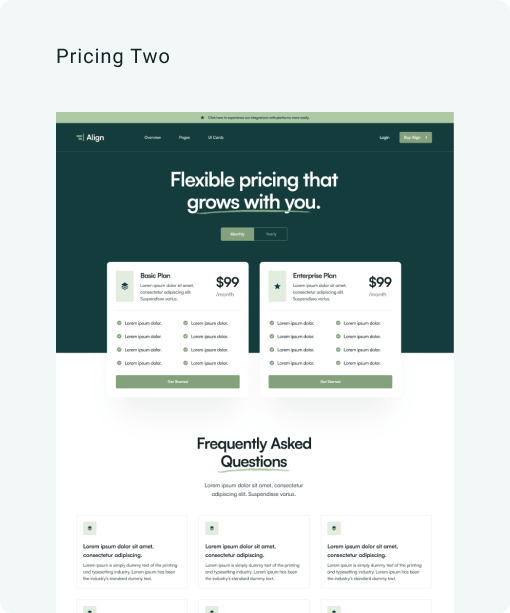 Pricing Two
Click here to experience our integrations with platforms more easily.
Align
Overview
Pages
UI Cards
Login
Buy Align
Flexible pricing that
grows with you.
Monthly
Yearly
Basic Plan
Lorem ipsum dolor sit amet,
consectetur adipiscing elit.
Suspendisse varius.
$99
/month
Lorem ipsum dolor.
Lorem ipsum dolor.
Lorem ipsum dolor.
Lorem ipsum dolor.
Lorem ipsum dolor.
Lorem ipsum dolor.
Lorem ipsum dolor.
Lorem ipsum dolor.
Get Started
Enterprise Plan
Lorem ipsum dolor sit amet,
consectetur adipiscing elit.
Suspendisse varius.
$99
/month
Lorem ipsum dolor.
Lorem ipsum dolor.
Lorem ipsum dolor.
Lorem ipsum dolor.
Lorem ipsum dolor.
Lorem ipsum dolor.
Lorem ipsum dolor.
Lorem ipsum dolor.
Get Started
Frequently Asked
Questions
Lorem ipsum dolor sit amet, consectetur
adipiscing elit. Suspendisse varius.
Lorem ipsum dolor sit amet,
consectetur adipiscing.
Lorem ipsum is simply dummy text of the printing
and typesetting industry. Lorem Ipsum has been
the industry's standard dummy text.
Lorem ipsum dolor sit amet,
consectetur adipiscing.
Lorem ipsum is simply dummy text of the printing
and typesetting industry. Lorem Ipsum has been
the industry's standard dummy text.
Lorem ipsum dolor sit amet,
consectetur adipiscing.
Lorem ipsum is simply dummy text of the printing
and typesetting industry. Lorem Ipsum has been
the industry's standard dummy text.